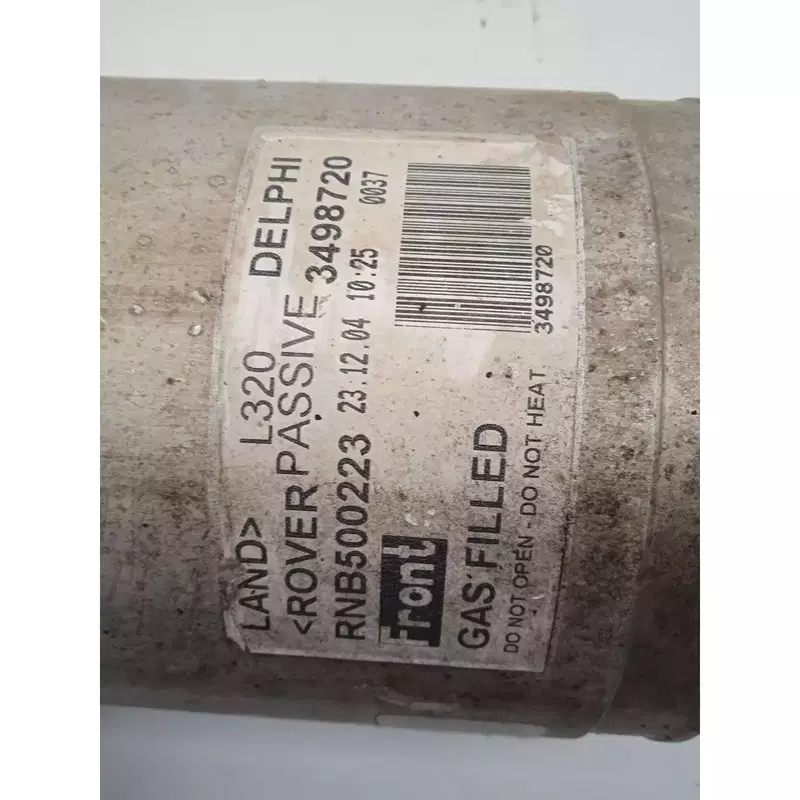 LAND> L320 DELPHI
<ROVER PASSIVE 3498720
RNB500223 23.12.04 10:25 0037
Front
3498720
GAS FILLED
DO NOT OPEN - DO NOT HEAT